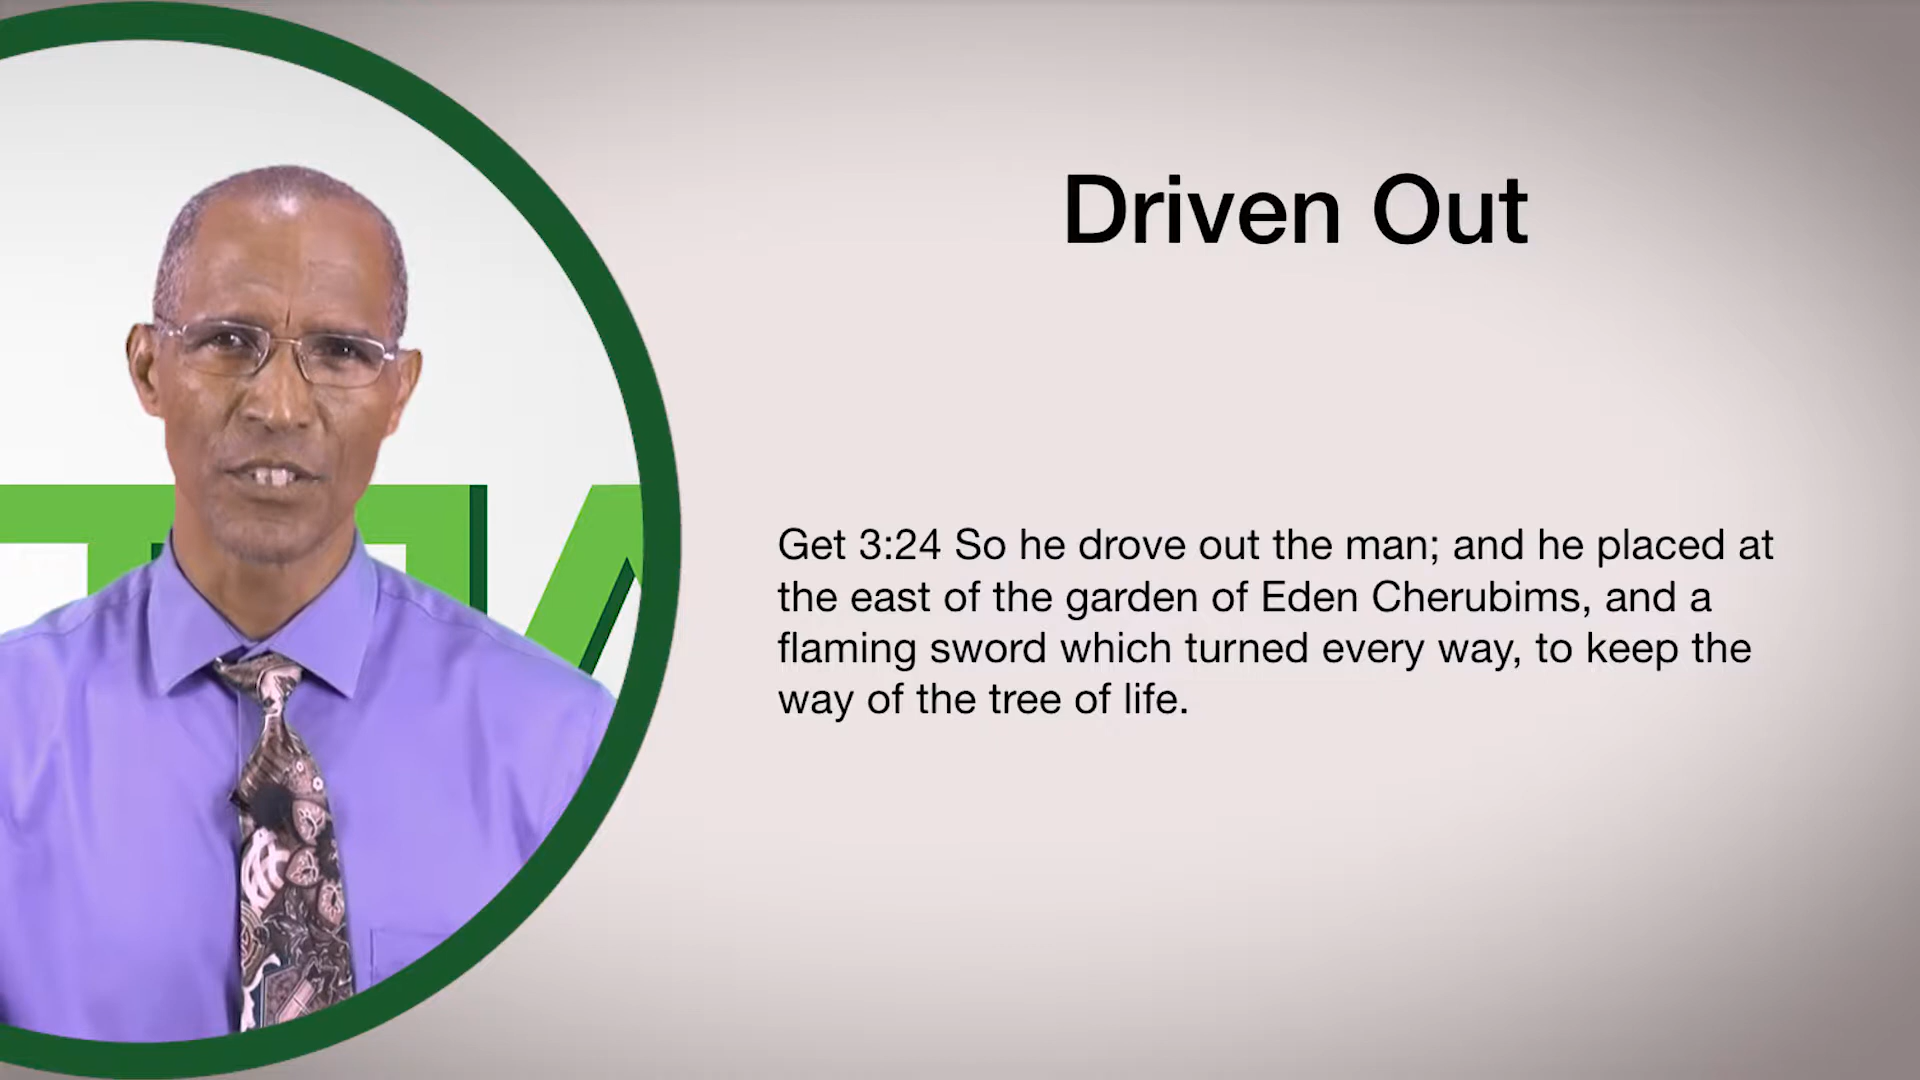 Driven Out
Get 3:24 So he drove out the man; and he placed at
the east of the garden of Eden Cherubims, and a
flaming sword which turned every way, to keep the
way of the tree of life.